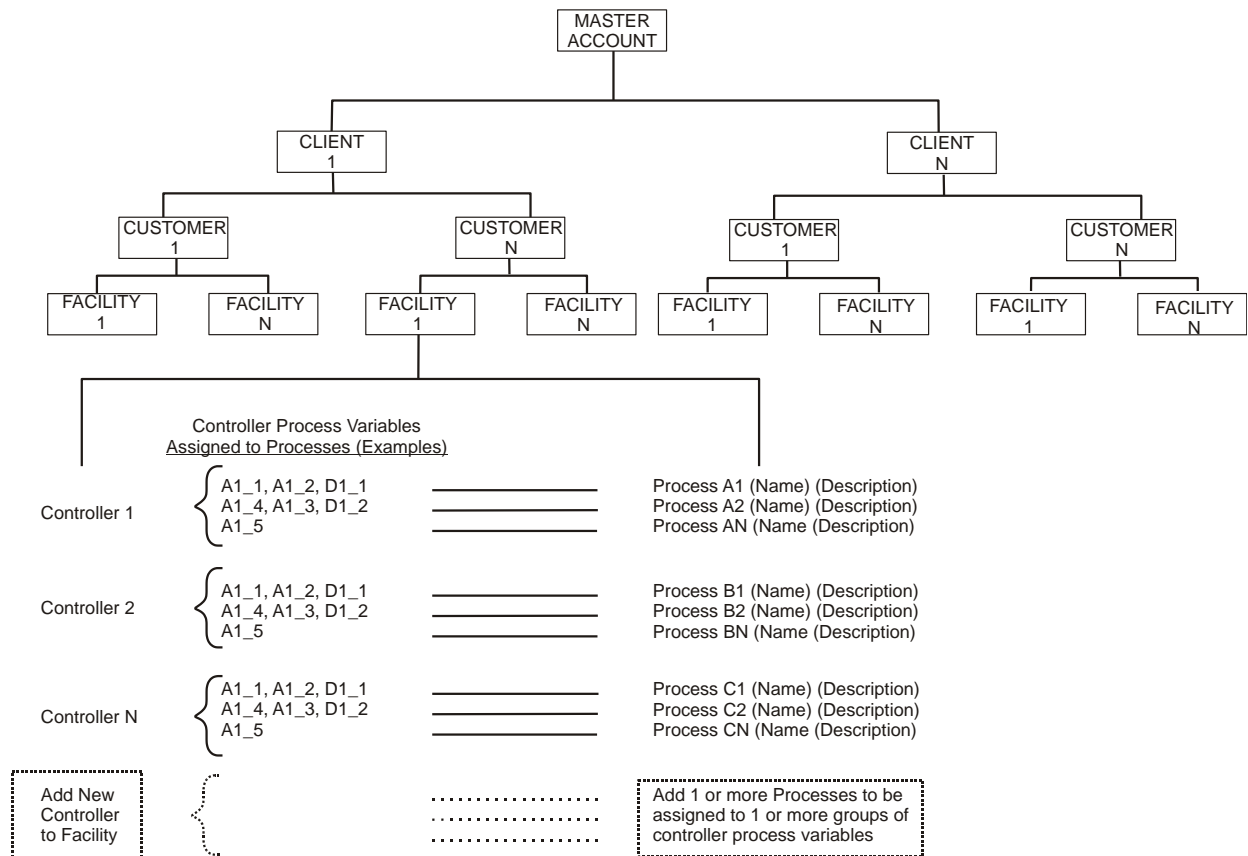 MASTER
ACCOUNT
CLIENT
1
CLIENT
N
CUSTOMER
1
CUSTOMER
N
CUSTOMER
1
CUSTOMER
N
FACILITY
1
FACILITY
N
FACILITY
1
FACILITY
N
FACILITY
1
FACILITY
N
FACILITY
1
FACILITY
N
Controller Process Variables
Assigned to Processes (Examples)
Controller 1
A1_1, A1_2, D1_1
A1_4, A1_3, D1_2
A1_5
Process A1 (Name) (Description)
Process A2 (Name) (Description)
Process AN (Name (Description)
Controller 2
A1_1, A1_2, D1_1
A1_4, A1_3, D1_2
A1_5
Process B1 (Name) (Description)
Process B2 (Name) (Description)
Process BN (Name (Description)
Controller N
A1_1, A1_2, D1_1
A1_4, A1_3, D1_2
A1_5
Process C1 (Name) (Description)
Process C2 (Name) (Description)
Process CN (Name (Description)
Add New
Controller
to Facility
Add 1 or more Processes to be
assigned to 1 or more groups of
controller process variables